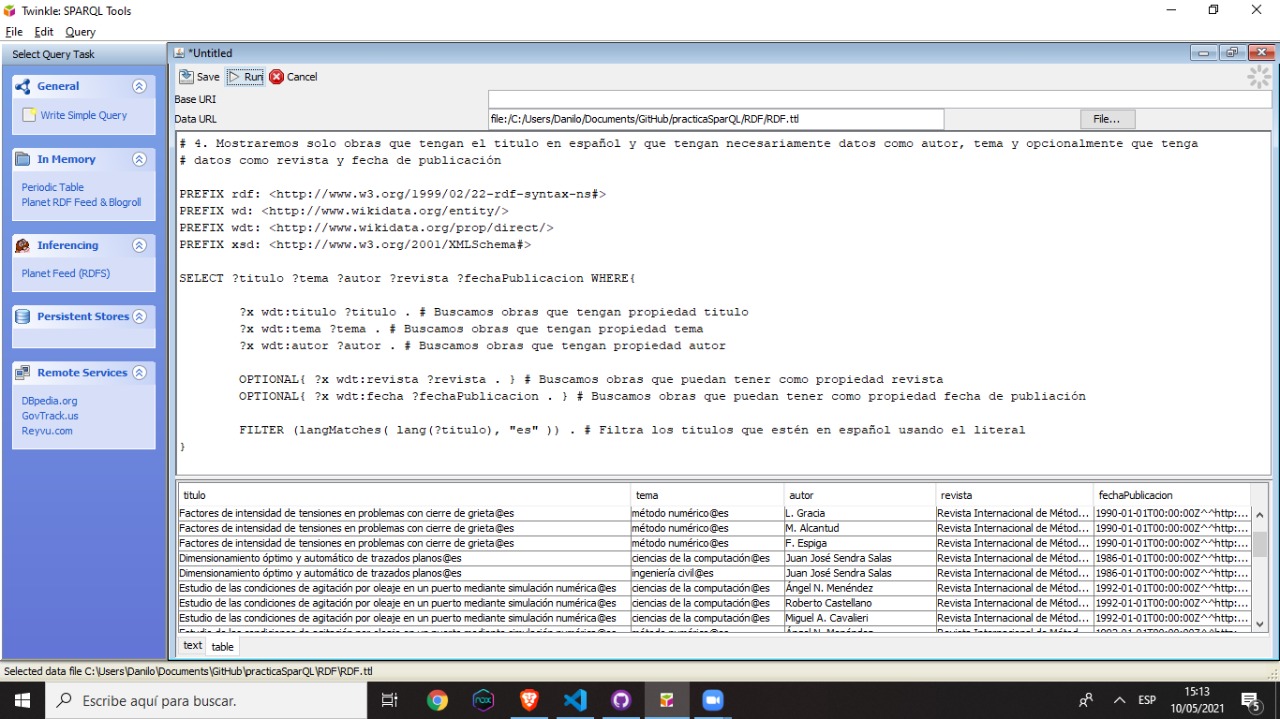 Twinkle: SPARQL Tools
File Edit Query
Select Query Task
*Untitled
General
Write Simple Query
In Memory
Periodic Table
Planet RDF Feed & Blogroll
Inferencing
Planet Feed (RDFS)
Persistent Stores
Remote Services
DBpedia.org
GovTrack.us
Reyvu.com
Save Run Cancel
Base URI
Data URL file:/C:/Users/Danilo/Documents/GitHub/practicaSparQL/RDF/RDF.ttl File...
# 4. Mostraremos solo obras que tengan el titulo en español y que tengan necesariamente datos como autor, tema y opcionalmente que tenga
# datos como revista y fecha de publicación
PREFIX rdf: <http://www.w3.org/1999/02/22-rdf-syntax-ns#>
PREFIX wd: <http://www.wikidata.org/entity/>
PREFIX wdt: <http://www.wikidata.org/prop/direct/>
PREFIX xsd: <http://www.w3.org/2001/XMLSchema#>
SELECT ?titulo ?tema ?autor ?revista ?fechaPublicacion WHERE{
?x wdt:titulo ?titulo . # Buscamos obras que tengan propiedad titulo
?x wdt:tema ?tema . # Buscamos obras que tengan propiedad tema
?x wdt:autor ?autor . # Buscamos obras que tengan propiedad autor
OPTIONAL{ ?x wdt:revista ?revista . } # Buscamos obras que puedan tener como propiedad revista
OPTIONAL{ ?x wdt:fecha ?fechaPublicacion . } # Buscamos obras que puedan tener como propiedad fecha de publiación
FILTER (langMatches( lang(?titulo), "es" )) . # Filtra los titulos que estén en español usando el literal
}
titulo tema autor revista fechaPublicacion
Factores de intensidad de tensiones en problemas con cierre de grieta@es método numérico@es L. Gracia Revista Internacional de Métod... 1990-01-01T00:00:00Z^^http:...
Factores de intensidad de tensiones en problemas con cierre de grieta@es método numérico@es M. Alcantud Revista Internacional de Métod... 1990-01-01T00:00:00Z^^http:...
Factores de intensidad de tensiones en problemas con cierre de grieta@es método numérico@es F. Espiga Revista Internacional de Métod... 1990-01-01T00:00:00Z^^http:...
Dimensionamiento óptimo y automático de trazados planos@es ciencias de la computación@es Juan José Sendra Salas Revista Internacional de Métod... 1986-01-01T00:00:00Z^^http:...
Dimensionamiento óptimo y automático de trazados planos@es ingeniería civil@es Juan José Sendra Salas Revista Internacional de Métod... 1986-01-01T00:00:00Z^^http:...
Estudio de las condiciones de agitación por oleaje en un puerto mediante simulación numérica@es ciencias de la computación@es Ángel N. Menéndez Revista Internacional de Métod... 1992-01-01T00:00:00Z^^http:...
Estudio de las condiciones de agitación por oleaje en un puerto mediante simulación numérica@es ciencias de la computación@es Roberto Castellano Revista Internacional de Métod... 1992-01-01T00:00:00Z^^http:...
Estudio de las condiciones de agitación por oleaje en un puerto mediante simulación numérica@es ciencias de la computación@es Miguel A. Cavalieri Revista Internacional de Métod... 1992-01-01T00:00:00Z^^http:...
text table
Selected data file C:\Users\Danilo\Documents\GitHub\practicaSparQL\RDF\RDF.ttl
Escribe aquí para buscar.
ESP
15:13
10/05/2021
5